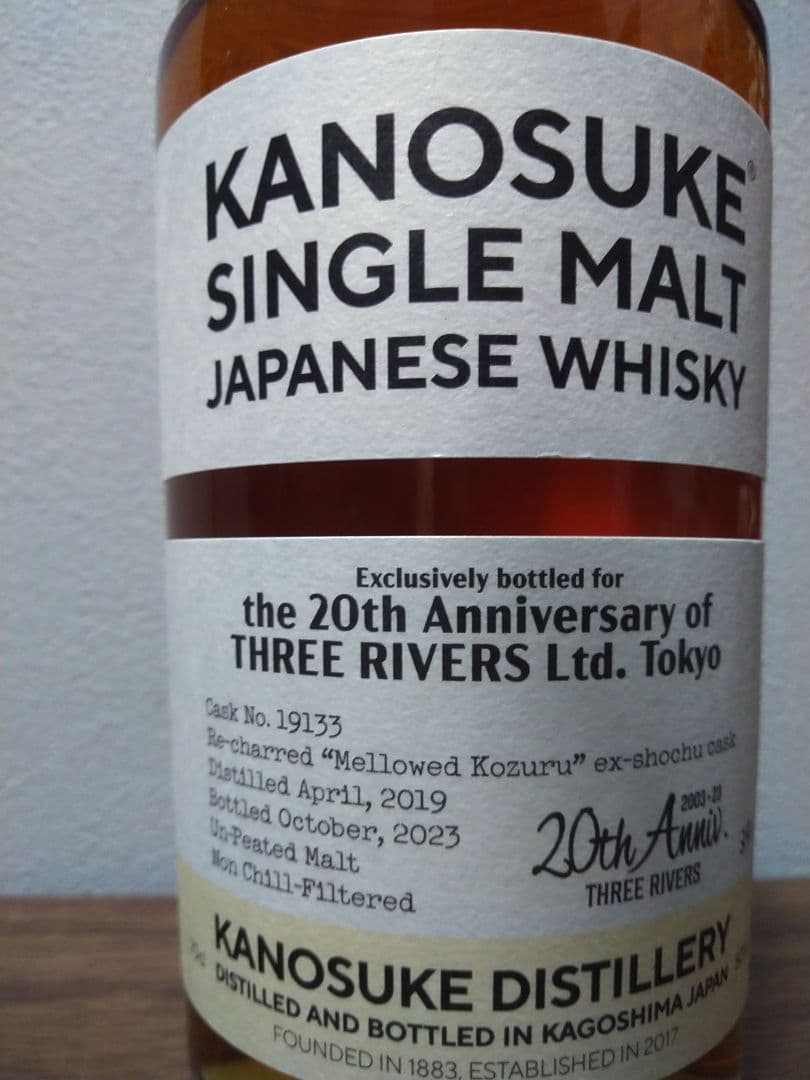 KANOSUKE®
SINGLE MALT
JAPANESE WHISKY
Exclusively bottled for
the 20th Anniversary of
THREE RIVERS Ltd. Tokyo
Cask No. 19133
Re-charred “Mellowed Kozuru” ex-shochu cask
Distilled April, 2019
Bottled October, 2023
Un-Peated Malt
Non Chill-Filtered
20th Anniv.
THREE RIVERS
KANOSUKE DISTILLERY
DISTILLED AND BOTTLED IN KAGOSHIMA JAPAN
FOUNDED IN 1883, ESTABLISHED IN 2017